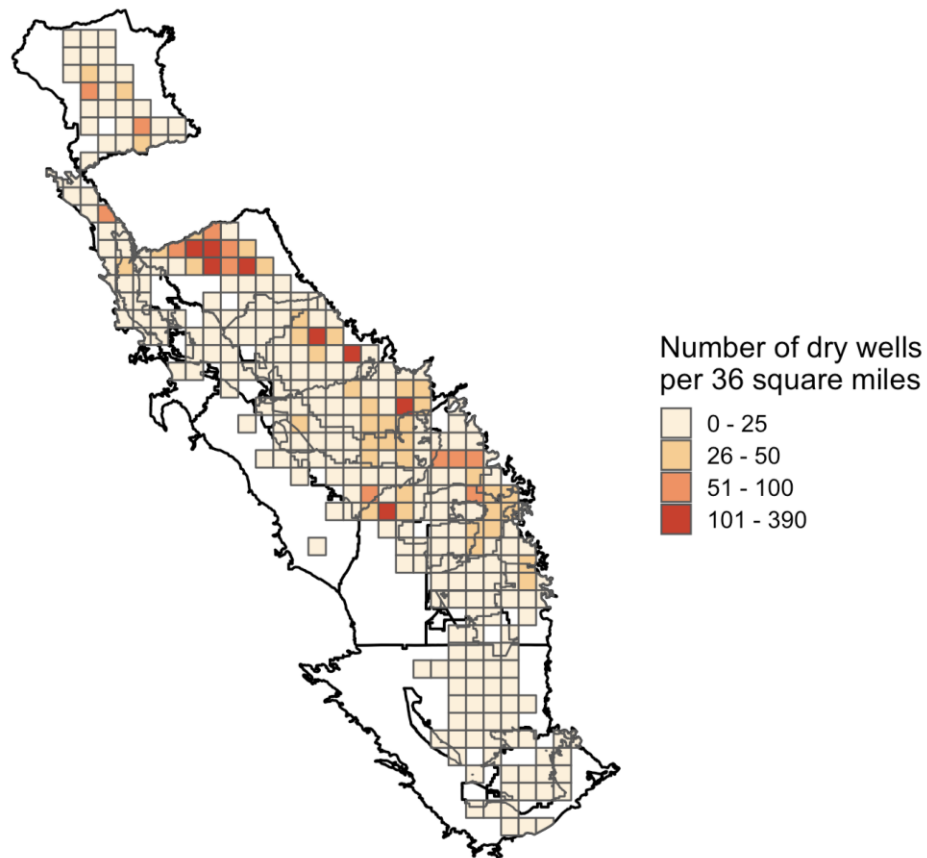 Number of dry wells
per 36 square miles
0 - 25
26 - 50
51 - 100
101 - 390